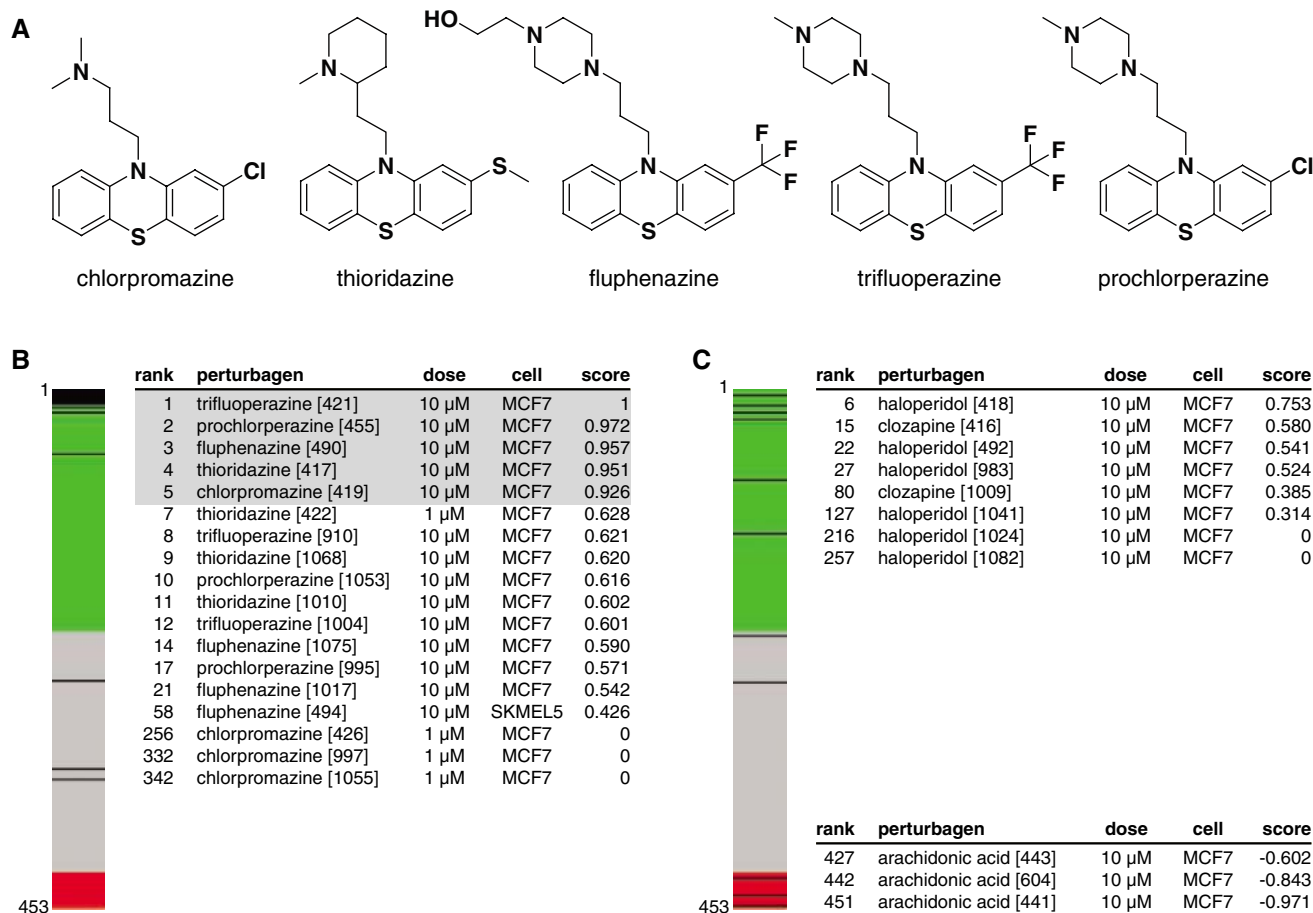 A
N
Cl
N
S
chlorpromazine
N
N
S
S
thioridazine
HO
N
N
F
F
F
N
S
fluphenazine
N
N
F
F
F
N
S
trifluoperazine
N
N
Cl
N
S
prochlorperazine
B
1
453
rank perturbagen dose cell score
1 trifluoperazine [421] 10 µM MCF7 1
2 prochlorperazine [455] 10 µM MCF7 0.972
3 fluphenazine [490] 10 µM MCF7 0.957
4 thioridazine [417] 10 µM MCF7 0.951
5 chlorpromazine [419] 10 µM MCF7 0.926
7 thioridazine [422] 1 µM MCF7 0.628
8 trifluoperazine [910] 10 µM MCF7 0.621
9 thioridazine [1068] 10 µM MCF7 0.620
10 prochlorperazine [1053] 10 µM MCF7 0.616
11 thioridazine [1010] 10 µM MCF7 0.602
12 trifluoperazine [1004] 10 µM MCF7 0.601
14 fluphenazine [1075] 10 µM MCF7 0.590
17 prochlorperazine [995] 10 µM MCF7 0.571
21 fluphenazine [1017] 10 µM MCF7 0.542
58 fluphenazine [494] 10 µM SKMEL5 0.426
256 chlorpromazine [426] 1 µM MCF7 0
332 chlorpromazine [997] 1 µM MCF7 0
342 chlorpromazine [1055] 1 µM MCF7 0
C
1
453
rank perturbagen dose cell score
6 haloperidol [418] 10 µM MCF7 0.753
15 clozapine [416] 10 µM MCF7 0.580
22 haloperidol [492] 10 µM MCF7 0.541
27 haloperidol [983] 10 µM MCF7 0.524
80 clozapine [1009] 10 µM MCF7 0.385
127 haloperidol [1041] 10 µM MCF7 0.314
216 haloperidol [1024] 10 µM MCF7 0
257 haloperidol [1082] 10 µM MCF7 0
rank perturbagen dose cell score
427 arachidonic acid [443] 10 µM MCF7 -0.602
442 arachidonic acid [604] 10 µM MCF7 -0.843
451 arachidonic acid [441] 10 µM MCF7 -0.971